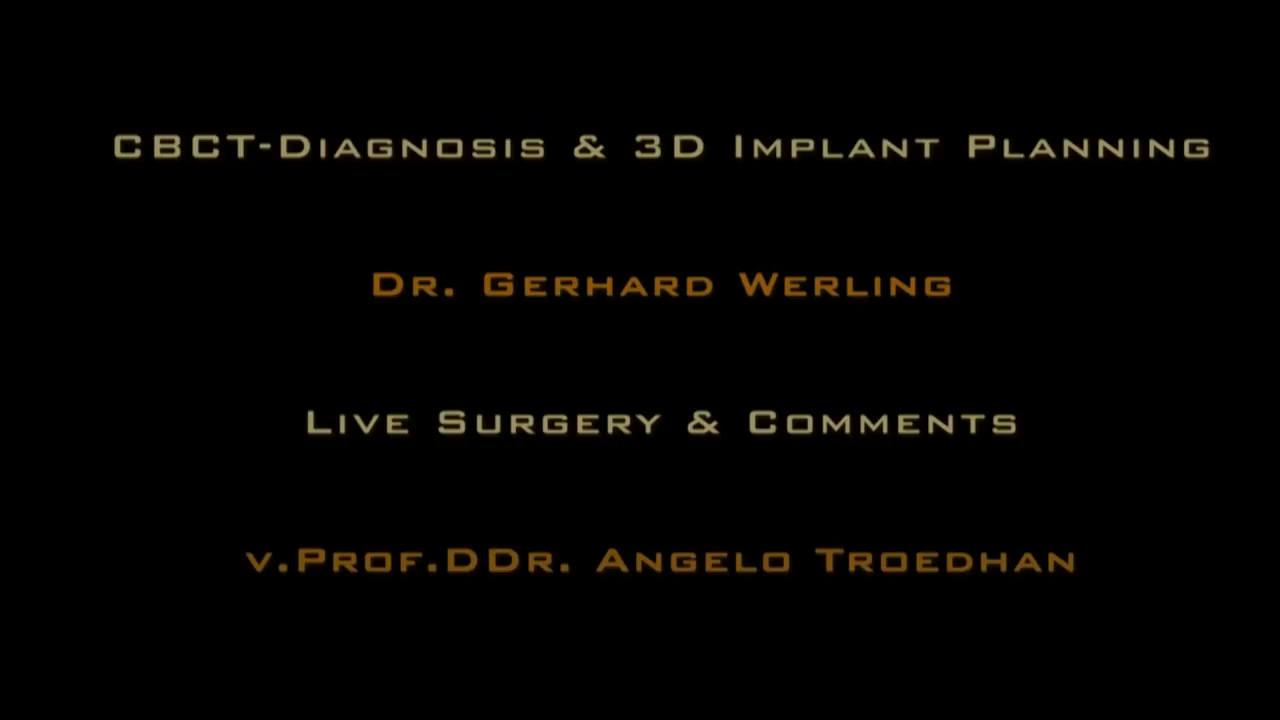 CBCT-Diagnosis & 3D Implant Planning
Dr. Gerhard Werling
Live Surgery & Comments
v.Prof.DDr. Angelo Troedhan